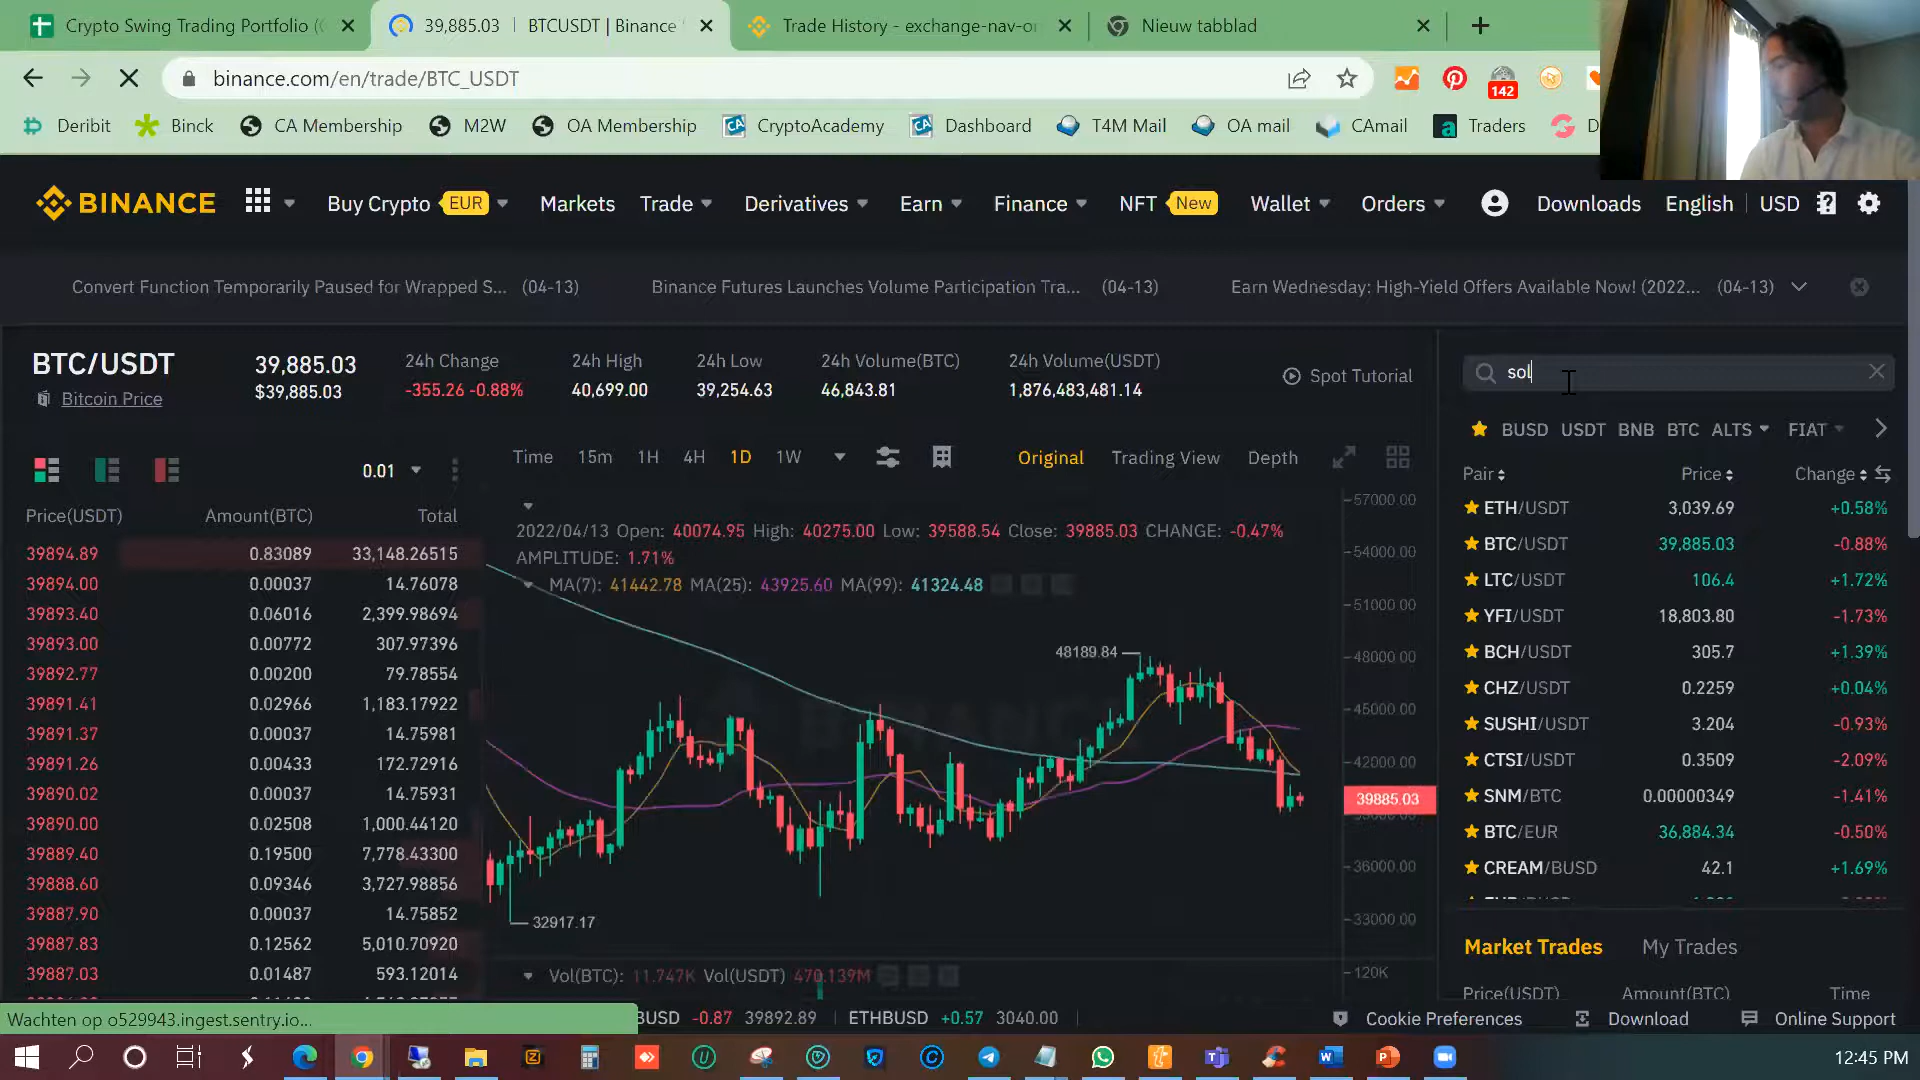 Crypto Swing Trading Portfolio (
39,885.03 | BTCUSDT | Binance
Trade History - exchange-nav-or
Nieuw tabblad
binance.com/en/trade/BTC_USDT
142
Deribit
Binck
CA Membership
M2W
OA Membership
CryptoAcademy
Dashboard
T4M Mail
OA mail
CAmail
Traders
D
BINANCE
Buy Crypto EUR
Markets
Trade
Derivatives
Earn
Finance
NFT New
Wallet
Orders
Downloads
English
USD
Convert Function Temporarily Paused for Wrapped S... (04-13)
Binance Futures Launches Volume Participation Tra... (04-13)
Earn Wednesday: High-Yield Offers Available Now! (2022... (04-13)
BTC/USDT
Bitcoin Price
39,885.03
$39,885.03
24h Change
-355.26 -0.88%
24h High
40,699.00
24h Low
39,254.63
24h Volume(BTC)
46,843.81
24h Volume(USDT)
1,876,483,481.14
Spot Tutorial
sol
0.01
Price(USDT) Amount(BTC) Total
39894.89 0.83089 33,148.26515
39894.00 0.00037 14.76078
39893.40 0.06016 2,399.98694
39893.00 0.00772 307.97396
39892.77 0.00200 79.78554
39891.41 0.02966 1,183.17922
39891.37 0.00037 14.75981
39891.26 0.00433 172.72916
39890.02 0.00037 14.75931
39890.00 0.02508 1,000.44120
39889.40 0.19500 7,778.43300
39888.60 0.09346 3,727.98856
39887.90 0.00037 14.75852
39887.83 0.12562 5,010.70920
39887.03 0.01487 593.12014
Time 15m 1H 4H 1D 1W
Original Trading View Depth
2022/04/13 Open: 40074.95 High: 40275.00 Low: 39588.54 Close: 39885.03 CHANGE: -0.47%
AMPLITUDE: 1.71%
MA(7): 41442.78 MA(25): 43925.60 MA(99): 41324.48
57000.00
54000.00
51000.00
48000.00
45000.00
42000.00
39885.03
36000.00
33000.00
120K
48189.84
32917.17
BINANCE
Vol(BTC): 11.747K Vol(USDT) 470.139M
BUSD USDT BNB BTC ALTS FIAT
Pair Price Change
ETH/USDT 3,039.69 +0.58%
BTC/USDT 39,885.03 -0.88%
LTC/USDT 106.4 +1.72%
YFI/USDT 18,803.80 -1.73%
BCH/USDT 305.7 +1.39%
CHZ/USDT 0.2259 +0.04%
SUSHI/USDT 3.204 -0.93%
CTSI/USDT 0.3509 -2.09%
SNM/BTC 0.00000349 -1.41%
BTC/EUR 36,884.34 -0.50%
CREAM/BUSD 42.1 +1.69%
Market Trades My Trades
Price(USDT) Amount(BTC) Time
Wachten op o529943.ingest.sentry.io...
BUSD -0.87 39892.89
ETHBUSD +0.57 3040.00
Cookie Preferences
Download
Online Support
12:45 PM